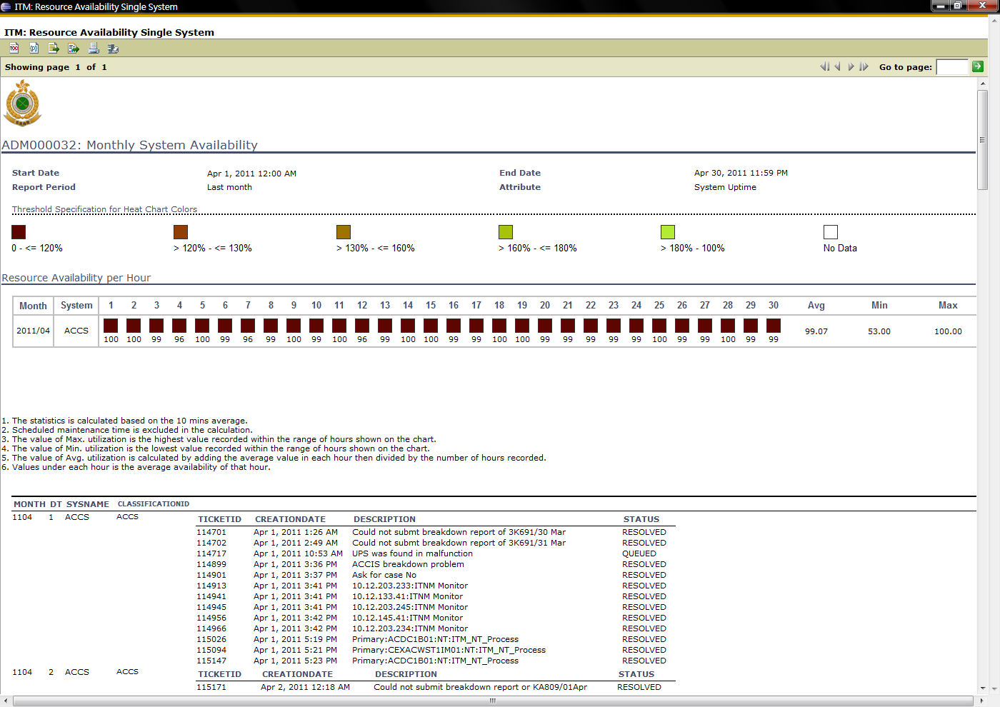 ITM: Resource Availability Single System
ITM: Resource Availability Single System
Showing page 1 of 1
Go to page:
ADM000032: Monthly System Availability
Start Date Apr 1, 2011 12:00 AM End Date Apr 30, 2011 11:59 PM
Report Period Last month Attribute System Uptime
Threshold Specification for Heat Chart Colors
0 - <= 120% > 120% - <= 130% > 130% - <= 160% > 160% - <= 180% > 180% - 100% No Data
Resource Availability per Hour
Month System 1 2 3 4 5 6 7 8 9 10 11 12 13 14 15 16 17 18 19 20 21 22 23 24 25 26 27 28 29 30 Avg Min Max
2011/04 ACCS 100 100 99 96 100 99 96 99 100 99 100 96 99 100 100 99 99 100 100 99 99 99 99 99 100 99 99 100 99 99 99.07 53.00 100.00
1. The statistics is calculated based on the 10 mins average.
2. Scheduled maintenance time is excluded in the calculation.
3. The value of Max. utilization is the highest value recorded within the range of hours shown on the chart.
4. The value of Min. utilization is the lowest value recorded within the range of hours shown on the chart.
5. The value of Avg. utilization is calculated by adding the average value in each hour then divided by the number of hours recorded.
6. Values under each hour is the average availability of that hour.
MONTH DT SYSNAME CLASSIFICATIONID
1104 1 ACCS ACCS
TICKETID CREATIONDATE DESCRIPTION STATUS
114701 Apr 1, 2011 1:26 AM Could not submt breakdown report of 3K691/30 Mar RESOLVED
114702 Apr 1, 2011 2:49 AM Could not submt breakdown report of 3K691/31 Mar RESOLVED
114717 Apr 1, 2011 10:53 AM UPS was found in malfunction QUEUED
114899 Apr 1, 2011 3:36 PM ACCIS breakdown problem RESOLVED
114901 Apr 1, 2011 3:37 PM Ask for case No RESOLVED
114913 Apr 1, 2011 3:41 PM 10.12.203.233:ITNM Monitor RESOLVED
114941 Apr 1, 2011 3:41 PM 10.12.133.41:ITNM Monitor RESOLVED
114945 Apr 1, 2011 3:41 PM 10.12.203.245:ITNM Monitor RESOLVED
114956 Apr 1, 2011 3:42 PM 10.12.145.41:ITNM Monitor RESOLVED
114966 Apr 1, 2011 3:42 PM 10.12.203.234:ITNM Monitor RESOLVED
115026 Apr 1, 2011 5:19 PM Primary:ACDC1B01:NT:ITM_NT_Process RESOLVED
115094 Apr 1, 2011 5:21 PM Primary:CEXACWST1IM01:NT:ITM_NT_Process RESOLVED
115147 Apr 1, 2011 5:23 PM Primary:ACDC1B01:NT:ITM_NT_Process RESOLVED
1104 2 ACCS ACCS
TICKETID CREATIONDATE DESCRIPTION STATUS
115171 Apr 2, 2011 12:18 AM Could not submit breakdown report or KA809/01Apr RESOLVED